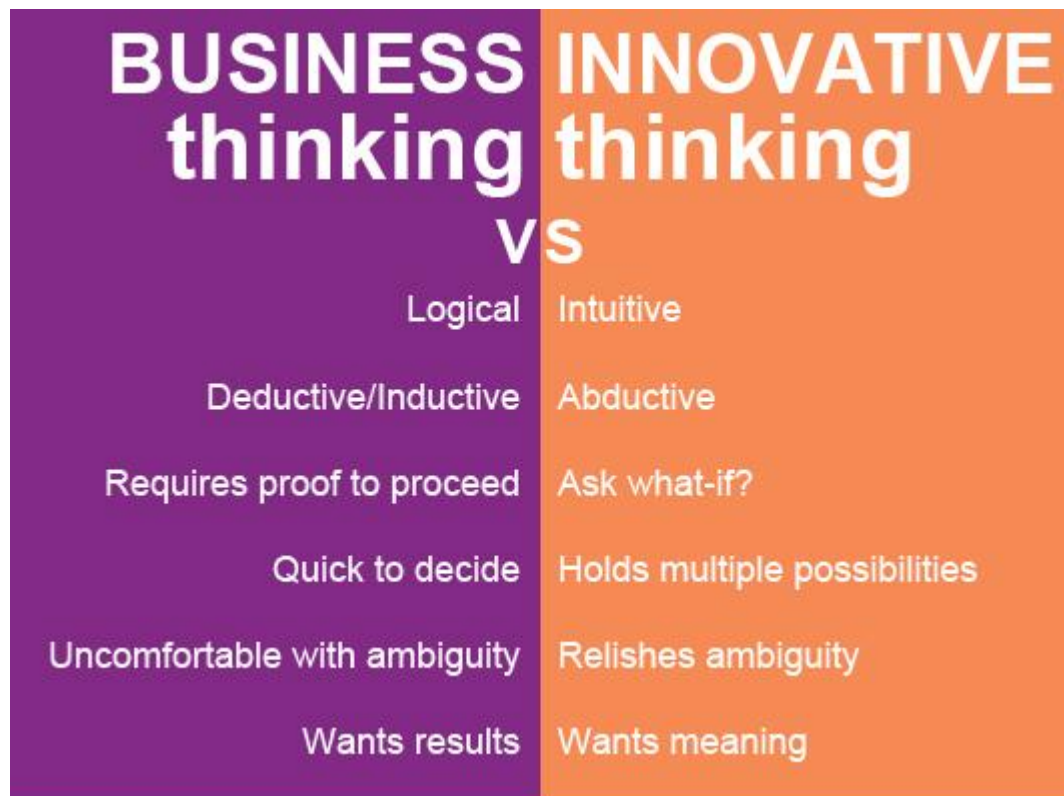 BUSINESS INNOVATIVE
thinking thinking
vs
Logical Intuitive
Deductive/Inductive Abductive
Requires proof to proceed Ask what-if?
Quick to decide Holds multiple possibilities
Uncomfortable with ambiguity Relishes ambiguity
Wants results Wants meaning